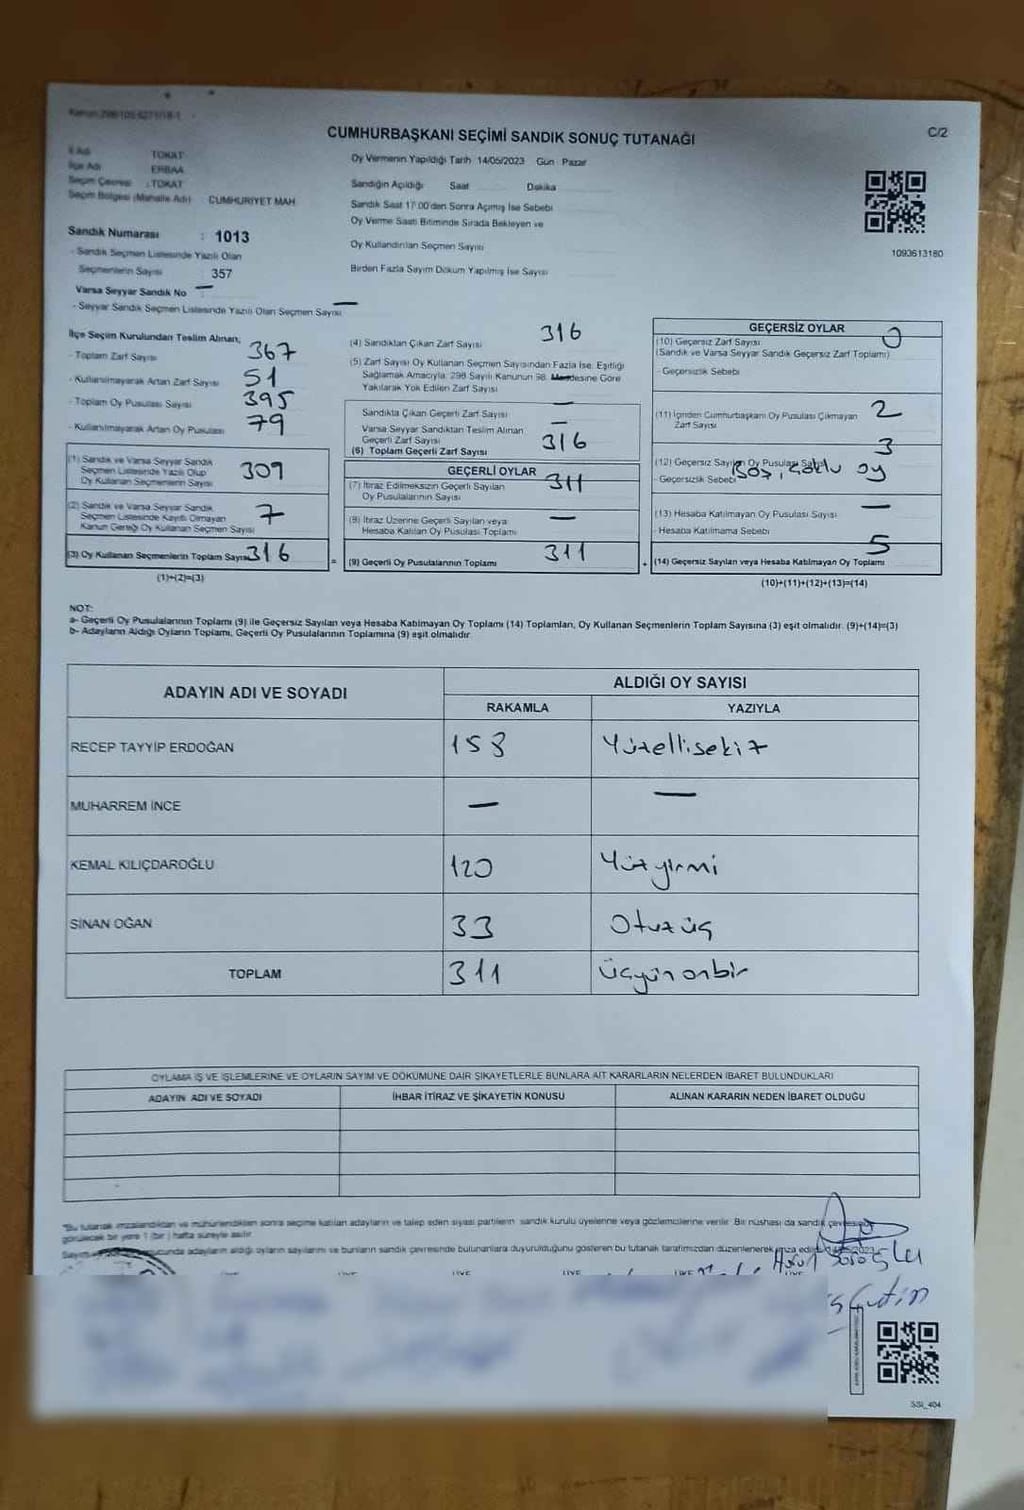 CUMHURBAŞKANI SEÇİMİ SANDIK SONUÇ TUTANAĞI
C/2
İl Adı TOKAT
İlçe Adı ERBAA
Seçim Çevresi : TOKAT
Seçim Bölgesi (Mahalle Adı) CUMHURİYET MAH
Sandık Numarası : 1013
- Sandık Seçmen Listesinde Yazılı Olan
Seçmenlerin Sayısı 357
Varsa Seyyar Sandık No : —
- Seyyar Sandık Seçmen Listesinde Yazılı Olan Seçmen Sayısı —
Oy Vermenin Yapıldığı Tarih 14/05/2023 Gün Pazar
Sandığın Açıldığı Saat Dakika
Sandık Saat 17:00'den Sonra Açılmış İse Sebebi
Oy Verme Saati Bitiminde Sırada Bekleyen ve
Oy Kullandırılan Seçmen Sayısı
Birden Fazla Sayım Döküm Yapılmış İse Sayısı
1093613180
İlçe Seçim Kurulundan Teslim Alınan;
- Toplam Zarf Sayısı 367
- Kullanılmayarak Artan Zarf Sayısı 51
- Toplam Oy Pusulası Sayısı 395
- Kullanılmayarak Artan Oy Pusulası 79
(1) Sandık ve Varsa Seyyar Sandık
Seçmen Listesinde Yazılı Olup
Oy Kullanan Seçmenlerin Sayısı 309
(2) Sandık ve Varsa Seyyar Sandık
Seçmen Listesinde Kayıtlı Olmayan
Kanun Gereği Oy Kullanan Seçmen Sayısı 7
(3) Oy Kullanan Seçmenlerin Toplam Sayısı 316
(1)+(2)=(3)
(4) Sandıktan Çıkan Zarf Sayısı 316
(5) Zarf Sayısı Oy Kullanan Seçmen Sayısından Fazla İse, Eşitliği
Sağlamak Amacıyla, 298 Sayılı Kanunun 98. Maddesine Göre
Yakılarak Yok Edilen Zarf Sayısı —
Sandıkta Çıkan Geçerli Zarf Sayısı —
Varsa Seyyar Sandıktan Teslim Alınan
Geçerli Zarf Sayısı
(6) Toplam Geçerli Zarf Sayısı 316
GEÇERLİ OYLAR
(7) İtiraz Edilmeksizin Geçerli Sayılan
Oy Pusulalarının Sayısı 311
(8) İtiraz Üzerine Geçerli Sayılan veya
Hesaba Katılan Oy Pusulası Toplamı —
= (9) Geçerli Oy Pusulalarının Toplamı 311
GEÇERSİZ OYLAR
(10) Geçersiz Zarf Sayısı 0
(Sandık ve Varsa Seyyar Sandık Geçersiz Zarf Toplamı)
- Geçersizlik Sebebi
(11) İçinden Cumhurbaşkanı Oy Pusulası Çıkmayan
Zarf Sayısı 2
(12) Geçersiz Sayılan Oy Pusulası Sayısı 3
- Geçersizlik Sebebi Boş, çoklu oy
(13) Hesaba Katılmayan Oy Pusulası Sayısı —
- Hesaba Katılmama Sebebi
+ (14) Geçersiz Sayılan veya Hesaba Katılmayan Oy Toplamı 5
(10)+(11)+(12)+(13)=(14)
NOT:
a- Geçerli Oy Pusulalarının Toplamı (9) ile Geçersiz Sayılan veya Hesaba Katılmayan Oy Toplamı (14) Toplamları, Oy Kullanan Seçmenlerin Toplam Sayısına (3) eşit olmalıdır. (9)+(14)=(3)
b- Adayların Aldığı Oyların Toplamı, Geçerli Oy Pusulalarının Toplamına (9) eşit olmalıdır.
ADAYIN ADI VE SOYADI ALDIĞI OY SAYISI
RAKAMLA YAZIYLA
RECEP TAYYİP ERDOĞAN 158 Yüzellisekiz
MUHARREM İNCE — —
KEMAL KILIÇDAROĞLU 120 Yüzyirmi
SİNAN OĞAN 33 Otuzüç
TOPLAM 311 Üçyüzonbir
OYLAMA İŞ VE İŞLEMLERİNE VE OYLARIN SAYIM VE DÖKÜMÜNE DAİR ŞİKAYETLERLE BUNLARA AİT KARARLARIN NELERDEN İBARET BULUNDUKLARI
ADAYIN ADI VE SOYADI İHBAR İTİRAZ VE ŞİKAYETİN KONUSU ALINAN KARARIN NEDEN İBARET OLDUĞU
"Bu tutanak imzalandıktan ve mühürlendikten sonra seçime katılan adayların ve talep eden siyasi partilerin sandık kurulu üyelerine veya gözlemcilerine verilir. Bir nüshası da sandık çevresinde
görülecek bir yere 1 (bir) hafta süreyle asılır.
adayların aldığı oyların sayılarını ve bunların sandık çevresinde bulunanlara duyurulduğunu gösteren bu tutanak tarafımızdan düzenlenerek imza
ÜYE ÜYE ÜYE ÜYE
Çetin
SSI_404